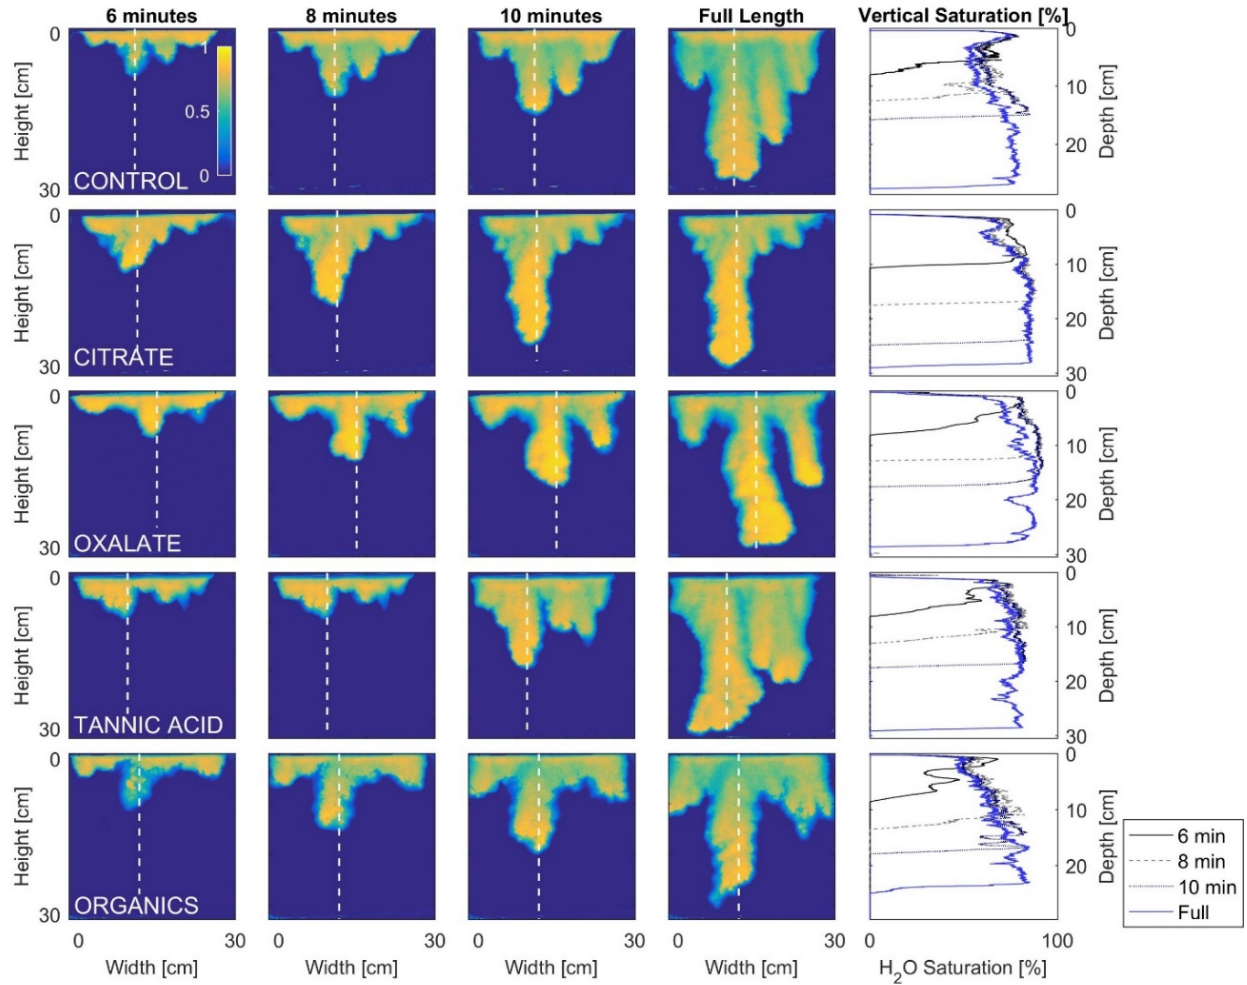 6 minutes 8 minutes 10 minutes Full Length Vertical Saturation [%]
0 1 0
Height [cm] 0.5 10 Depth [cm]
0 20
30 CONTROL
0 0
Height [cm] 10 Depth [cm]
20
30 CITRATE 30
0 0
Height [cm] 10 Depth [cm]
20
30 OXALATE 30
0 0
Height [cm] 10 Depth [cm]
20
30 TANNIC ACID 30
0 0
Height [cm] 10 Depth [cm]
20
30 ORGANICS
6 min
8 min
10 min
Full
0 30 0 30 0 30 0 30 0 100
Width [cm] Width [cm] Width [cm] Width [cm] H2O Saturation [%]